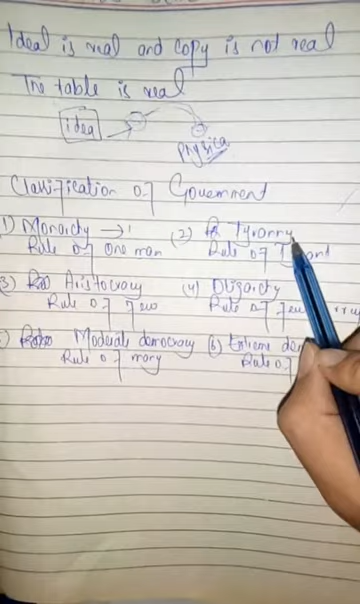 Ideal is real and copy is not real
The table is real
idea
physica
Classification of Government
1) Monarchy → (2) Tyranny
Rule of One man Rule of
3) Aristocracy (4) Oligarchy
Rule of few Rule of few
Moderate democracy (6) Extreme de
Rule of many Rule of